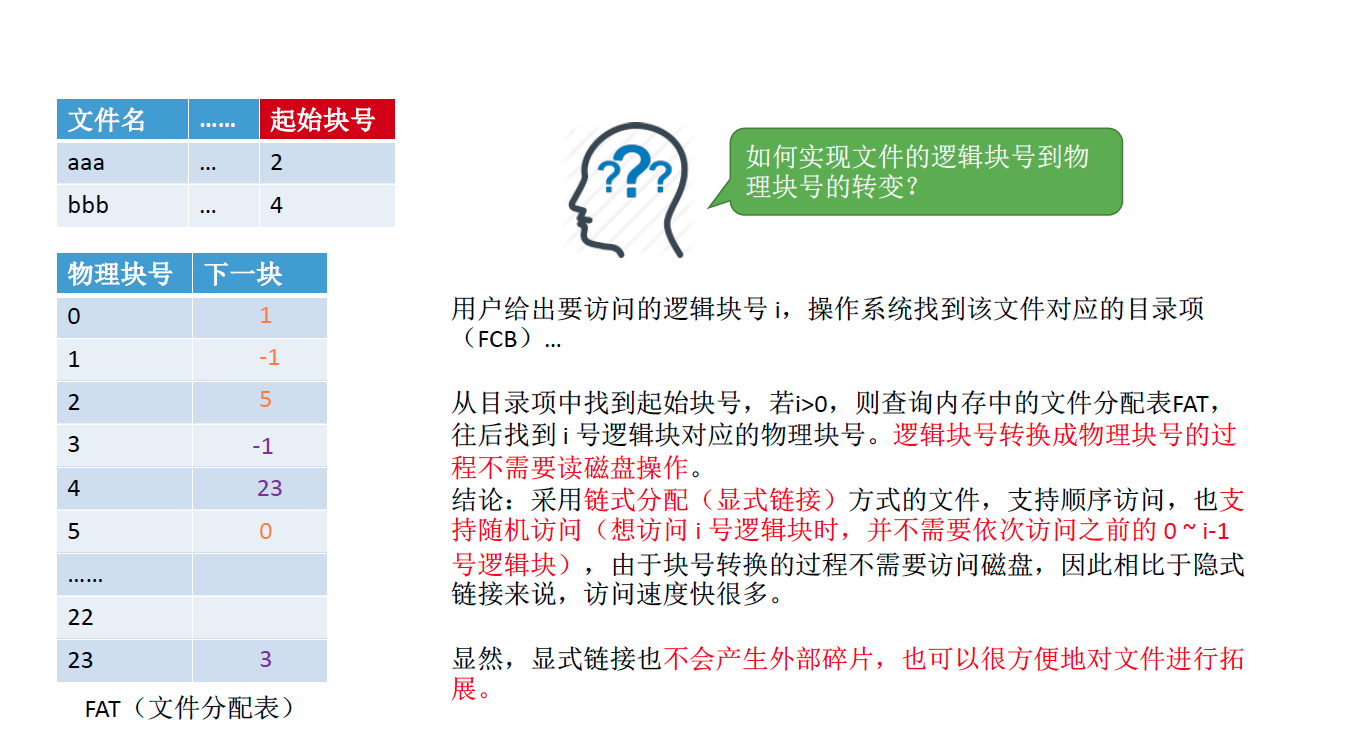 文件名 …… 起始块号
aaa … 2
bbb … 4
物理块号 下一块
0 1
1 -1
2 5
3 -1
4 23
5 0
……
22
23 3
FAT（文件分配表）
???
如何实现文件的逻辑块号到物
理块号的转变？
用户给出要访问的逻辑块号 i，操作系统找到该文件对应的目录项
（FCB）…
从目录项中找到起始块号，若i>0，则查询内存中的文件分配表FAT，
往后找到 i 号逻辑块对应的物理块号。逻辑块号转换成物理块号的过
程不需要读磁盘操作。
结论：采用链式分配（显式链接）方式的文件，支持顺序访问，也支
持随机访问（想访问 i 号逻辑块时，并不需要依次访问之前的 0 ~ i-1
号逻辑块），由于块号转换的过程不需要访问磁盘，因此相比于隐式
链接来说，访问速度快很多。
显然，显式链接也不会产生外部碎片，也可以很方便地对文件进行拓
展。